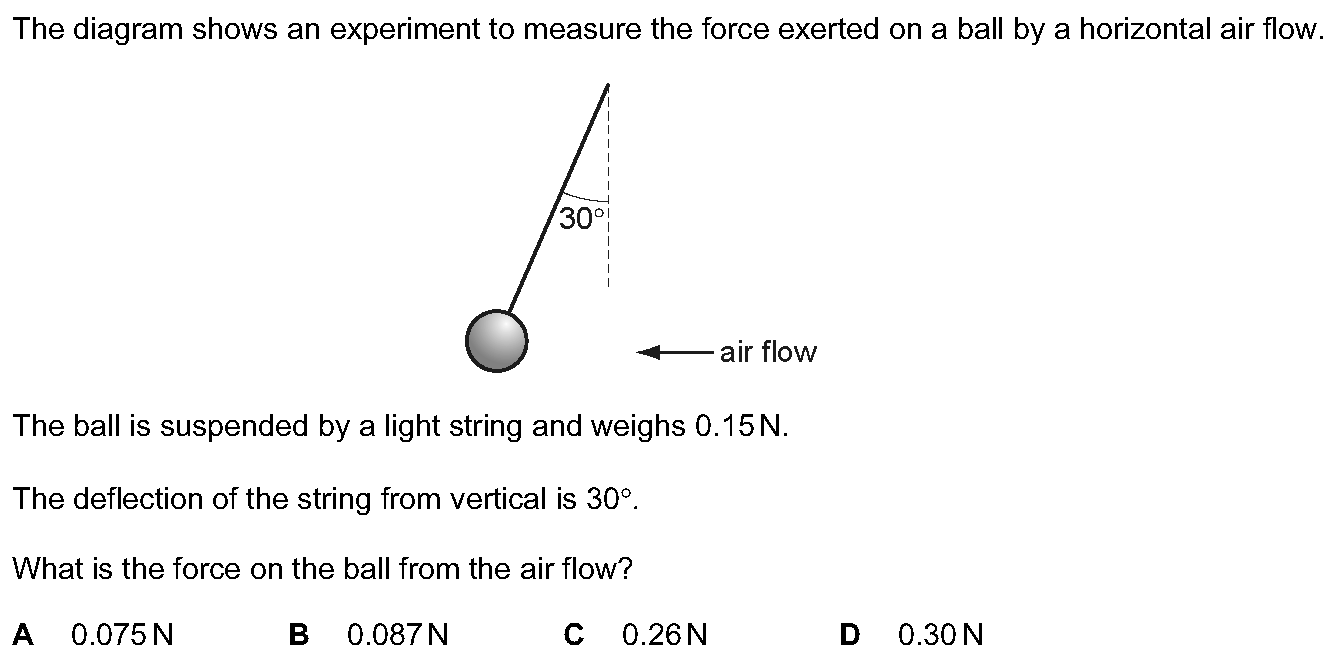 The diagram shows an experiment to measure the force exerted on a ball by a horizontal air flow.
30°
air flow
The ball is suspended by a light string and weighs 0.15 N.
The deflection of the string from vertical is 30°.
What is the force on the ball from the air flow?
A 0.075 N B 0.087 N C 0.26 N D 0.30 N